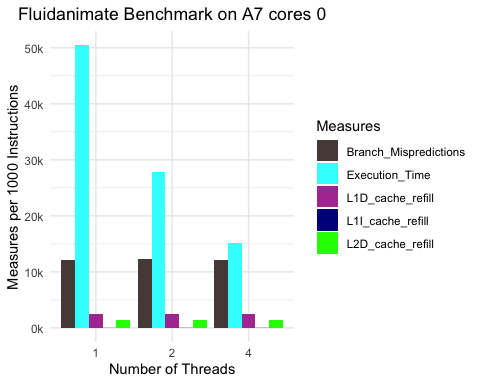 Fluidanimate Benchmark on A7 cores 0
Measures per 1000 Instructions
50k
40k
30k
20k
10k
0k
1
2
4
Number of Threads
Measures
Branch_Mispredictions
Execution_Time
L1D_cache_refill
L1I_cache_refill
L2D_cache_refill